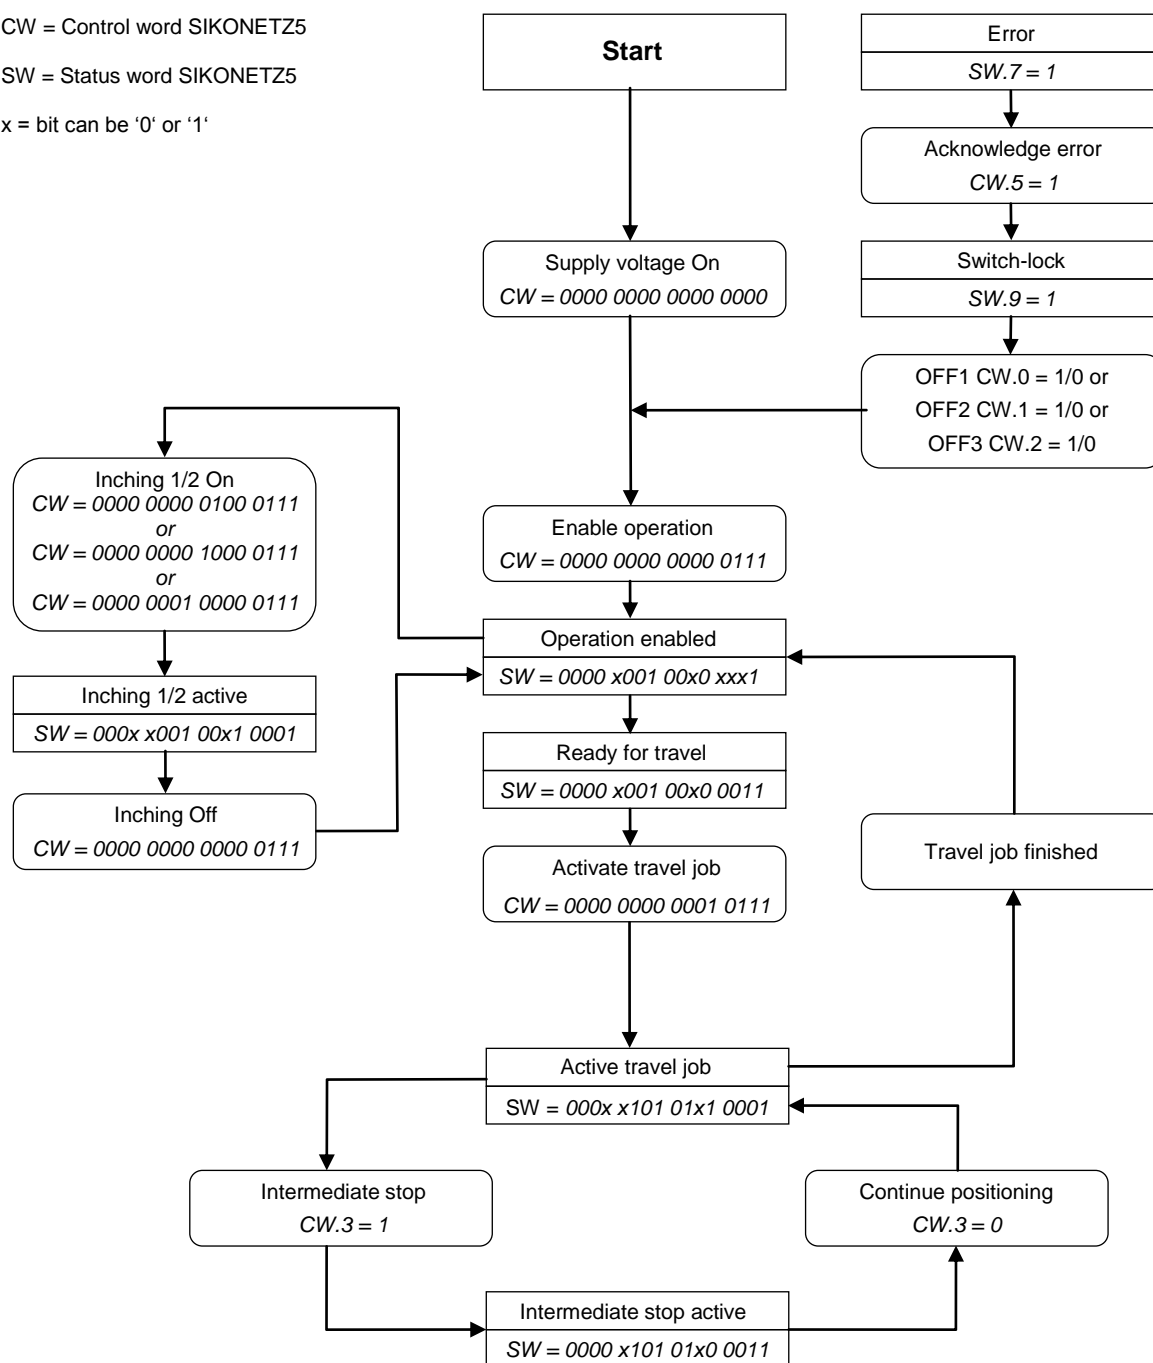 CW = Control word SIKONETZ5
SW = Status word SIKONETZ5
x = bit can be ‘0‘ or ‘1‘
Start
Error
SW.7 = 1
Acknowledge error
CW.5 = 1
Supply voltage On
CW = 0000 0000 0000 0000
Switch-lock
SW.9 = 1
OFF1 CW.0 = 1/0 or
OFF2 CW.1 = 1/0 or
OFF3 CW.2 = 1/0
Inching 1/2 On
CW = 0000 0000 0100 0111
or
CW = 0000 0000 1000 0111
or
CW = 0000 0001 0000 0111
Enable operation
CW = 0000 0000 0000 0111
Operation enabled
SW = 0000 x001 00x0 xxx1
Inching 1/2 active
SW = 000x x001 00x1 0001
Ready for travel
SW = 0000 x001 00x0 0011
Inching Off
CW = 0000 0000 0000 0111
Activate travel job
CW = 0000 0000 0001 0111
Travel job finished
Active travel job
SW = 000x x101 01x1 0001
Intermediate stop
CW.3 = 1
Continue positioning
CW.3 = 0
Intermediate stop active
SW = 0000 x101 01x0 0011